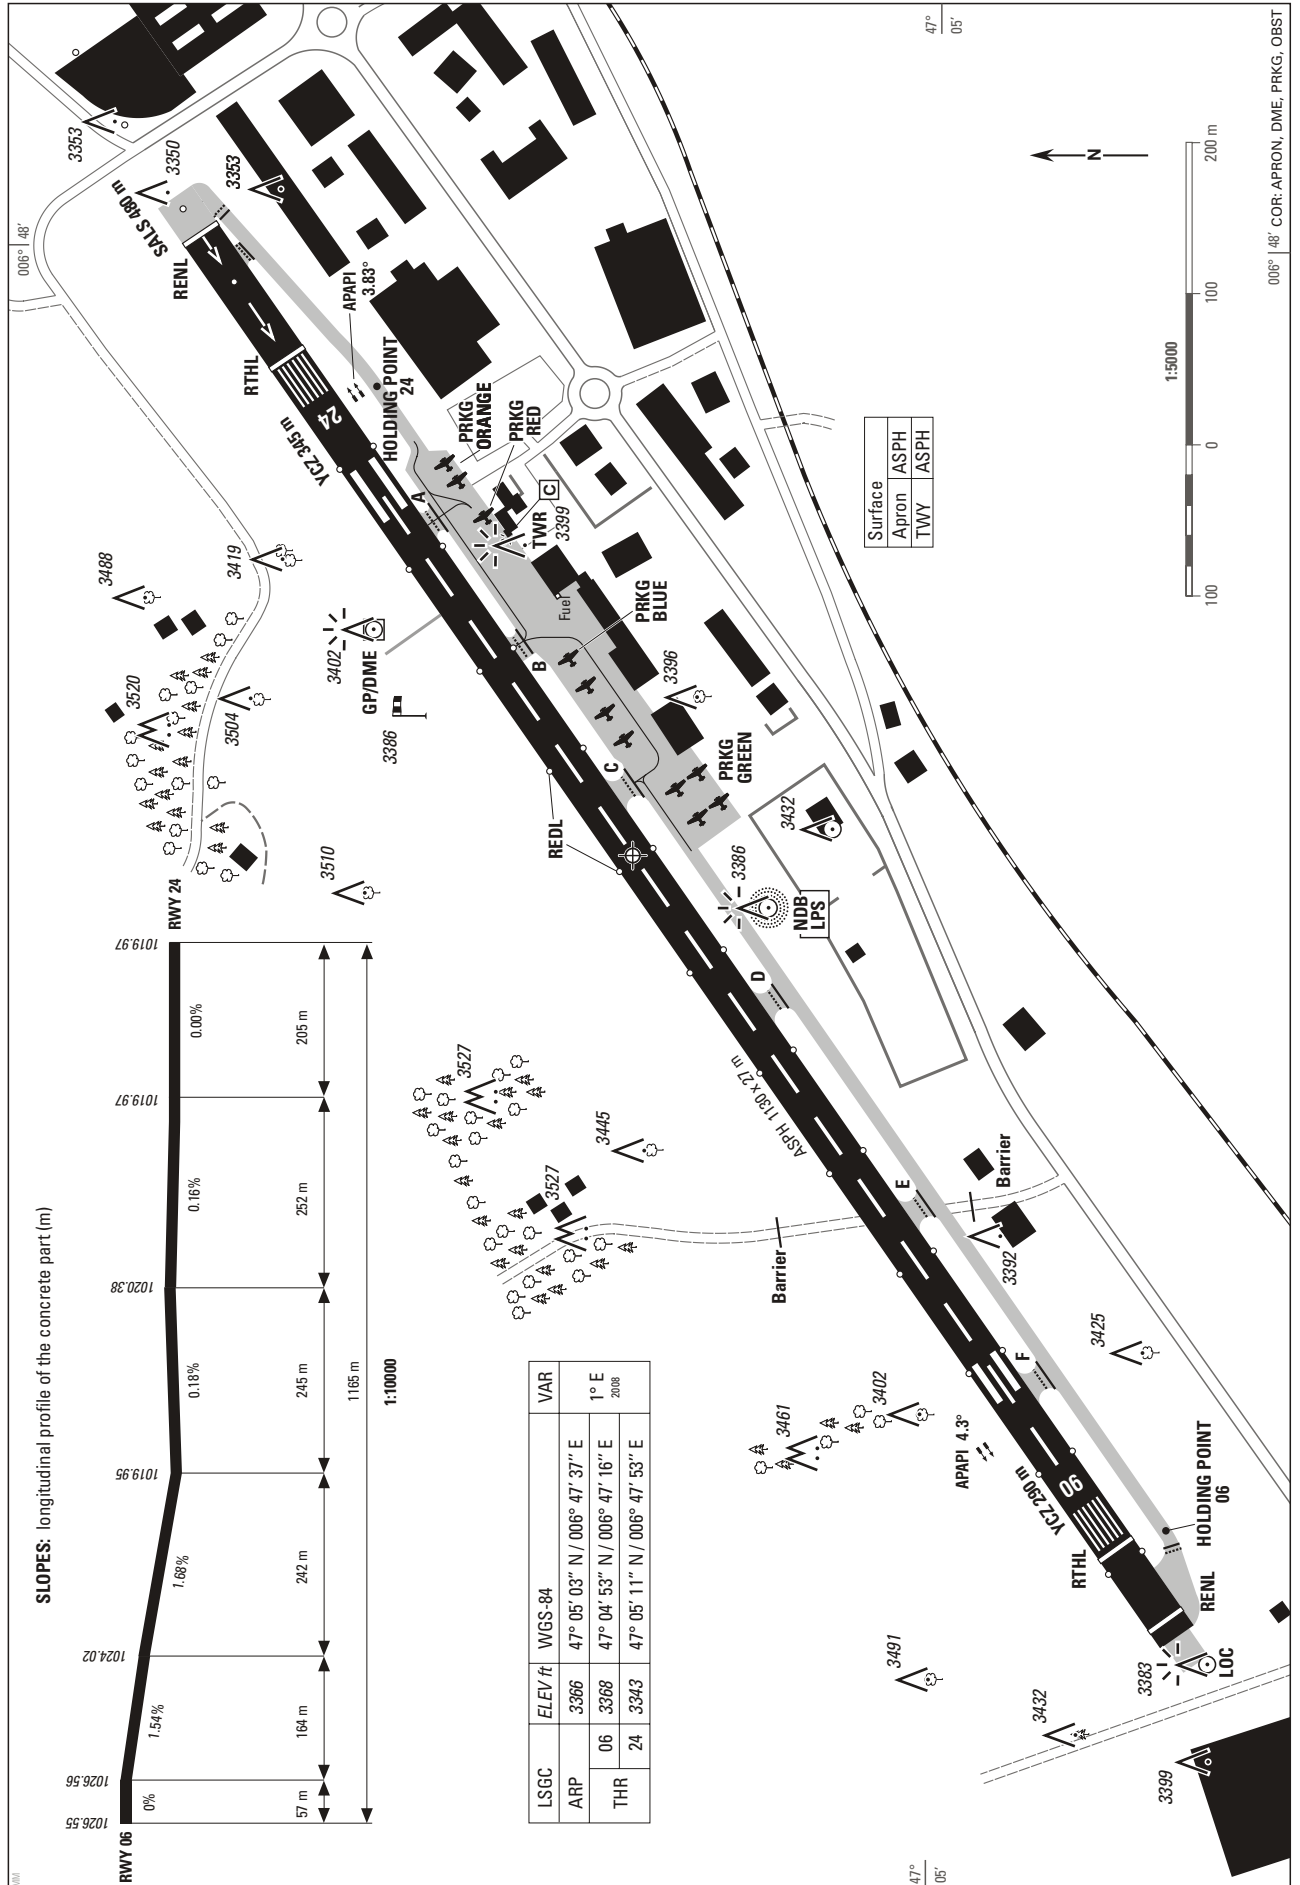 SLOPES: longitudinal profile of the concrete part (m)
RWY 06
1026.55
1026.56
1024.02
1019.95
1020.38
1019.97
1019.97
RWY 24
0%
1.54%
1.68%
0.18%
0.16%
0.00%
57 m
164 m
242 m
245 m
252 m
205 m
1165 m
1:10000
LSGC
ELEV ft
WGS-84
VAR
ARP
3366
47° 05' 03" N / 006° 47' 37" E
1° E
2008
THR
06
3368
47° 04' 53" N / 006° 47' 16" E
24
3343
47° 05' 11" N / 006° 47' 53" E
3353
3350
SALS 480 m
006° 48'
RENL
3353
APAPI
3.83°
RTHL
24
YCZ 345 m
HOLDING POINT
24
PRKG
ORANGE
PRKG
RED
A
C
TWR
3399
3488
3419
3520
3504
3402
GP/DME
3386
Fuel
B
PRKG
BLUE
3396
C
PRKG
GREEN
REDL
3510
3432
3386
NDB
LPS
D
3527
3445
3527
ASPH 1130 x 27 m
E
Barrier
Barrier
3392
3425
F
3461
3402
APAPI 4.3°
YCZ 290 m
06
RTHL
HOLDING POINT
06
RENL
3491
3432
3383
LOC
3399
Surface
Apron
ASPH
TWY
ASPH
N
1:5000
100
0
100
200 m
47°
05'
47°
05'
006° 48'
COR: APRON, DME, PRKG, OBST